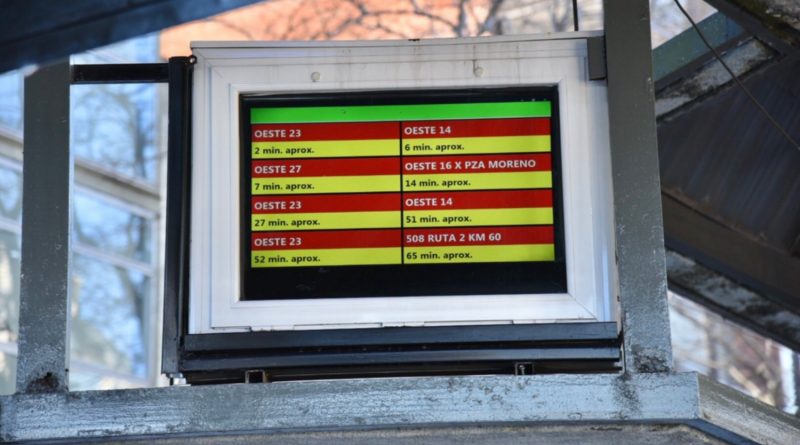 OESTE 23
2 min. aprox.
OESTE 14
6 min. aprox.
OESTE 27
7 min. aprox.
OESTE 16 X PZA MORENO
14 min. aprox.
OESTE 23
27 min. aprox.
OESTE 14
51 min. aprox.
OESTE 23
52 min. aprox.
508 RUTA 2 KM 60
65 min. aprox.